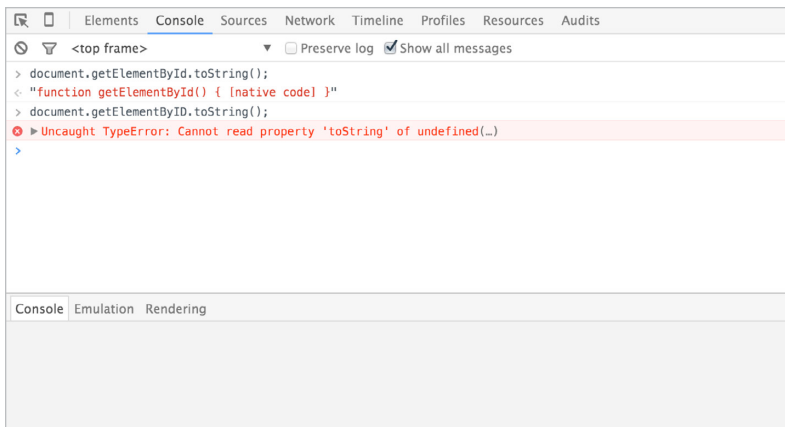 Elements Console Sources Network Timeline Profiles Resources Audits
<top frame> ▼ Preserve log Show all messages
> document.getElementById.toString();
"function getElementById() { [native code] }"
> document.getElementByID.toString();
▶Uncaught TypeError: Cannot read property 'toString' of undefined(…)
>
Console Emulation Rendering